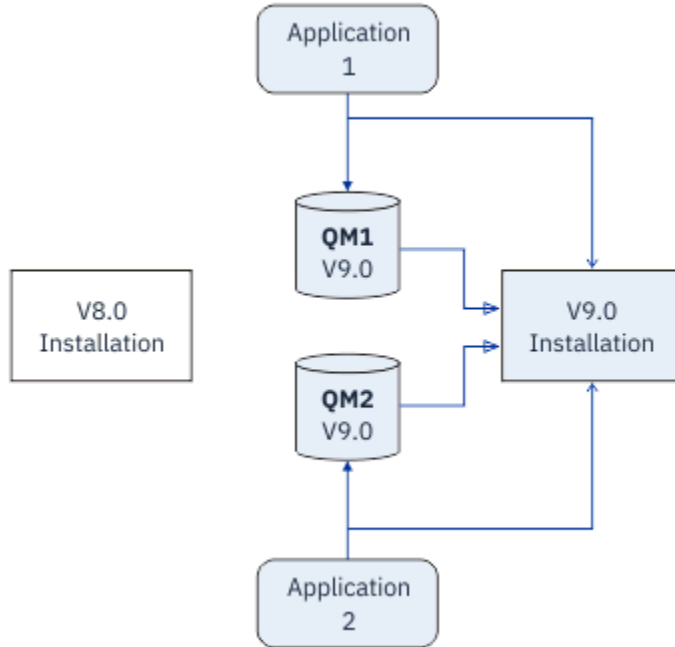 Application
1
QM1
V9.0
V8.0
Installation
V9.0
Installation
QM2
V9.0
Application
2